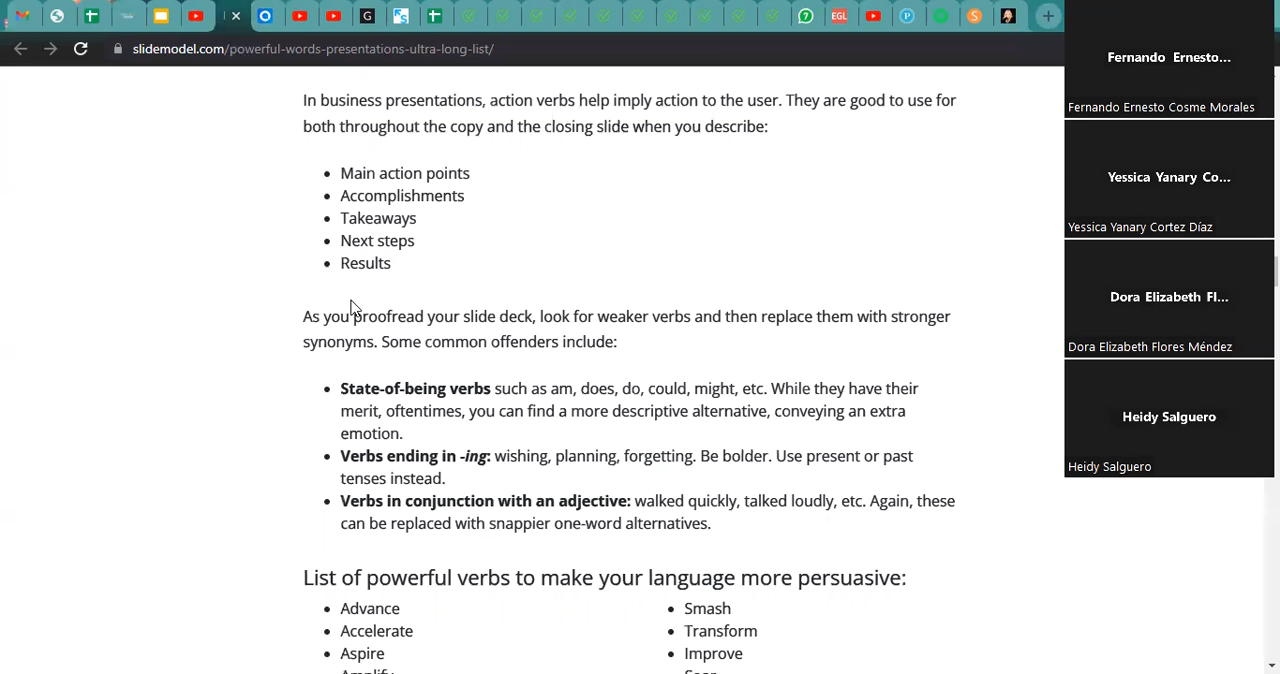 G
7
EGL
P
S
slidemodel.com/powerful-words-presentations-ultra-long-list/
In business presentations, action verbs help imply action to the user. They are good to use for
both throughout the copy and the closing slide when you describe:
Main action points
Accomplishments
Takeaways
Next steps
Results
As you proofread your slide deck, look for weaker verbs and then replace them with stronger
synonyms. Some common offenders include:
State-of-being verbs such as am, does, do, could, might, etc. While they have their
merit, oftentimes, you can find a more descriptive alternative, conveying an extra
emotion.
Verbs ending in -ing: wishing, planning, forgetting. Be bolder. Use present or past
tenses instead.
Verbs in conjunction with an adjective: walked quickly, talked loudly, etc. Again, these
can be replaced with snappier one-word alternatives.
List of powerful verbs to make your language more persuasive:
Advance
Accelerate
Aspire
Amplify
Smash
Transform
Improve
Soar
Fernando Ernesto...
Fernando Ernesto Cosme Morales
Yessica Yanary Co...
Yessica Yanary Cortez Díaz
Dora Elizabeth Fl...
Dora Elizabeth Flores Méndez
Heidy Salguero
Heidy Salguero